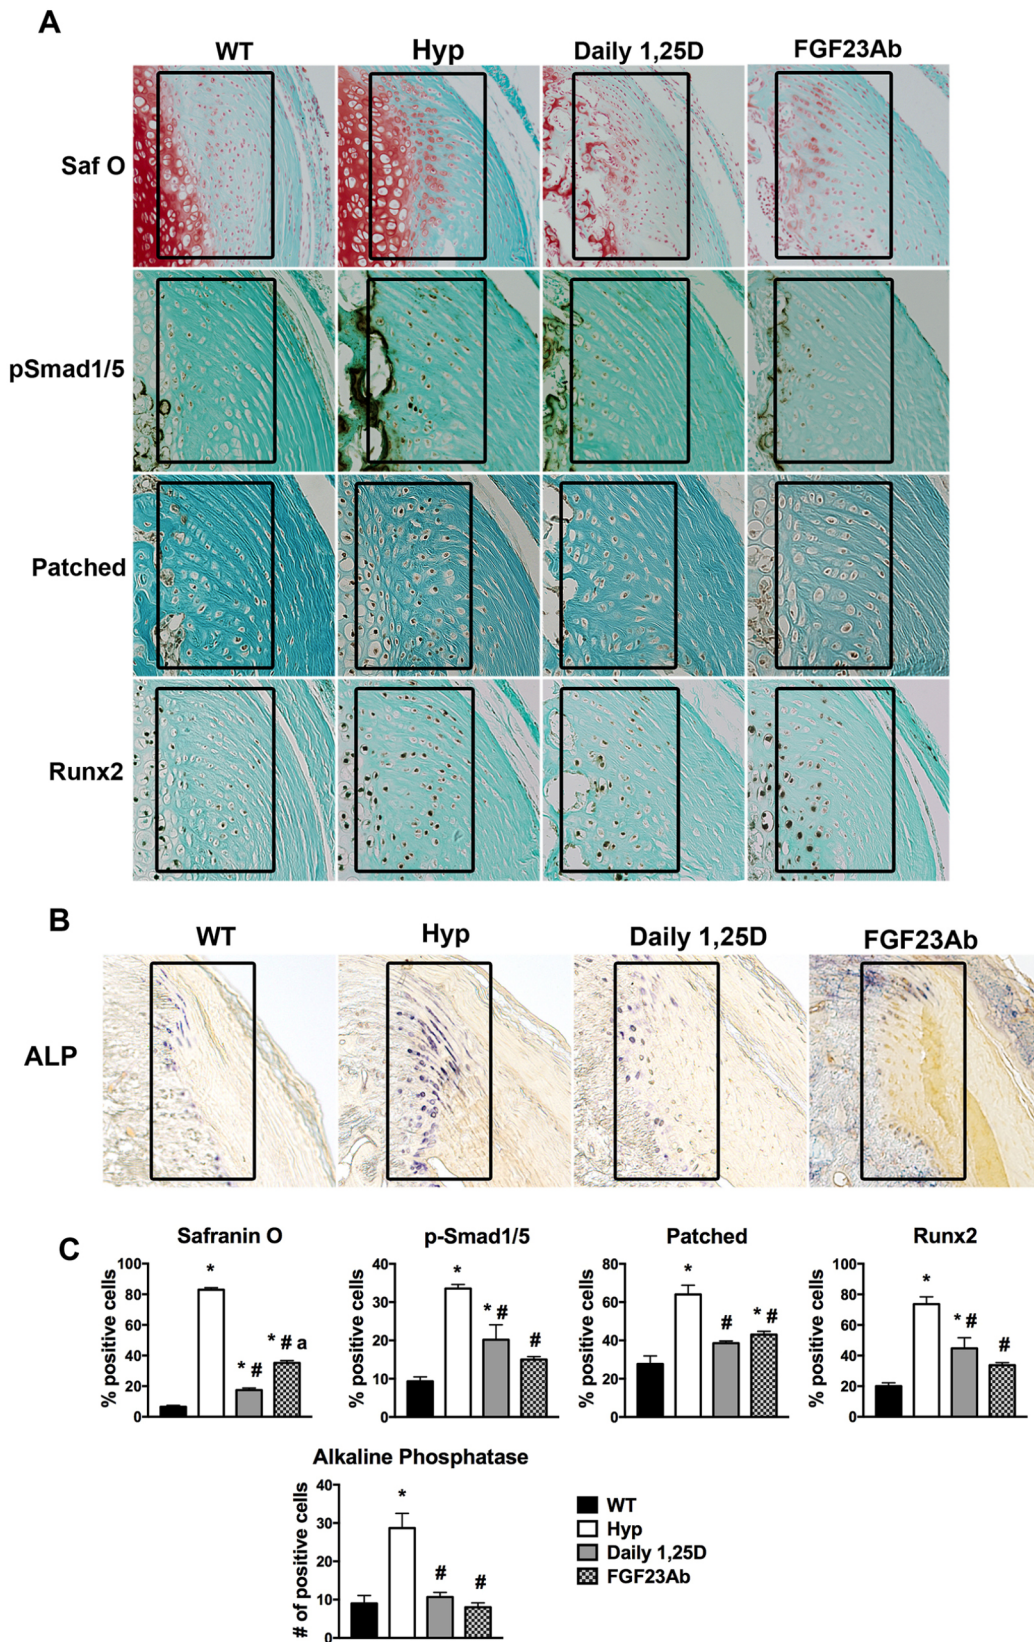 A
WT Hyp Daily 1,25D FGF23Ab
Saf O
pSmad1/5
Patched
Runx2
B
WT Hyp Daily 1,25D FGF23Ab
ALP
C
Safranin O
% positive cells
100
80
60
40
20
0
*
* #
* # a
p-Smad1/5
% positive cells
40
30
20
10
0
*
* #
#
Patched
% positive cells
80
60
40
20
0
*
#
* #
Runx2
% positive cells
100
80
60
40
20
0
*
* #
#
Alkaline Phosphatase
# of positive cells
40
30
20
10
0
*
#
#
WT
Hyp
Daily 1,25D
FGF23Ab